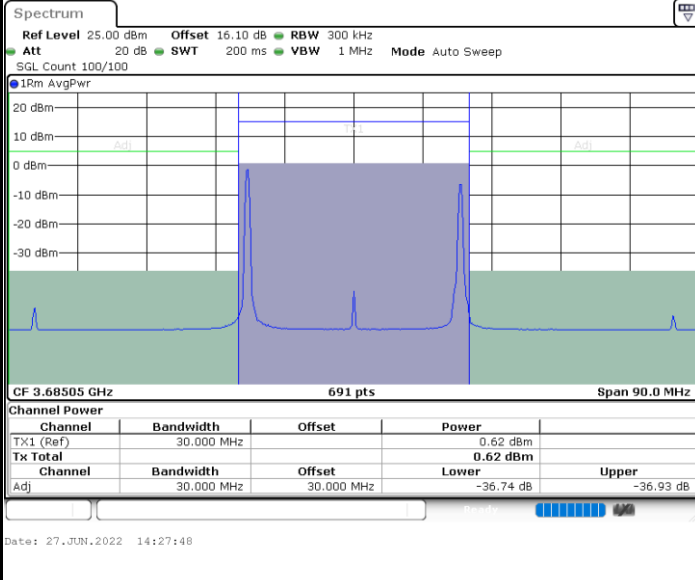 Spectrum
Ref Level 25.00 dBm Offset 16.10 dB RBW 300 kHz
Att 20 dB SWT 200 ms VBW 1 MHz Mode Auto Sweep
SGL Count 100/100
1Rm AvgPwr
20 dBm
TX1
10 dBm
Adj Adj
0 dBm
-10 dBm
-20 dBm
-30 dBm
CF 3.68505 GHz 691 pts Span 90.0 MHz
Channel Power
Channel Bandwidth Offset Power
TX1 (Ref) 30.000 MHz 0.62 dBm
Tx Total 0.62 dBm
Channel Bandwidth Offset Lower Upper
Adj 30.000 MHz 30.000 MHz -36.74 dB -36.93 dB
Ready
Date: 27.JUN.2022 14:27:48